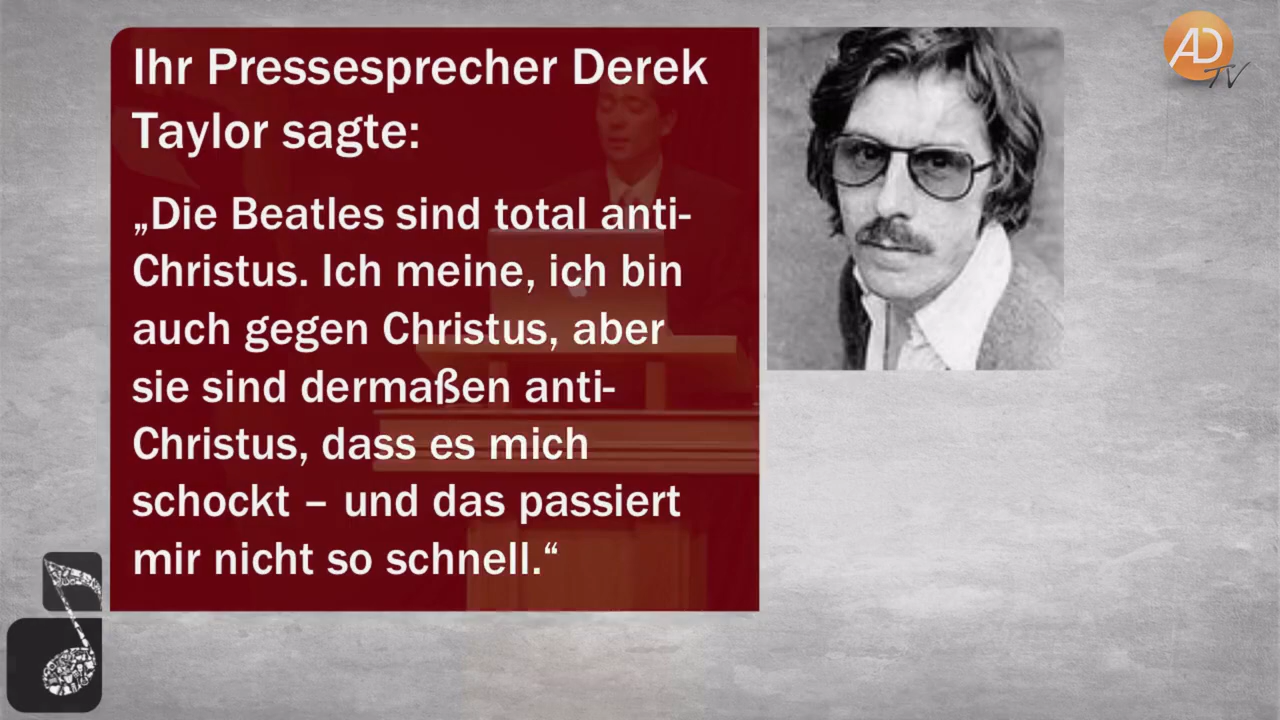 Ihr Pressesprecher Derek
Taylor sagte:
„Die Beatles sind total anti-
Christus. Ich meine, ich bin
auch gegen Christus, aber
sie sind dermaßen anti-
Christus, dass es mich
schockt – und das passiert
mir nicht so schnell.“
AD
TV